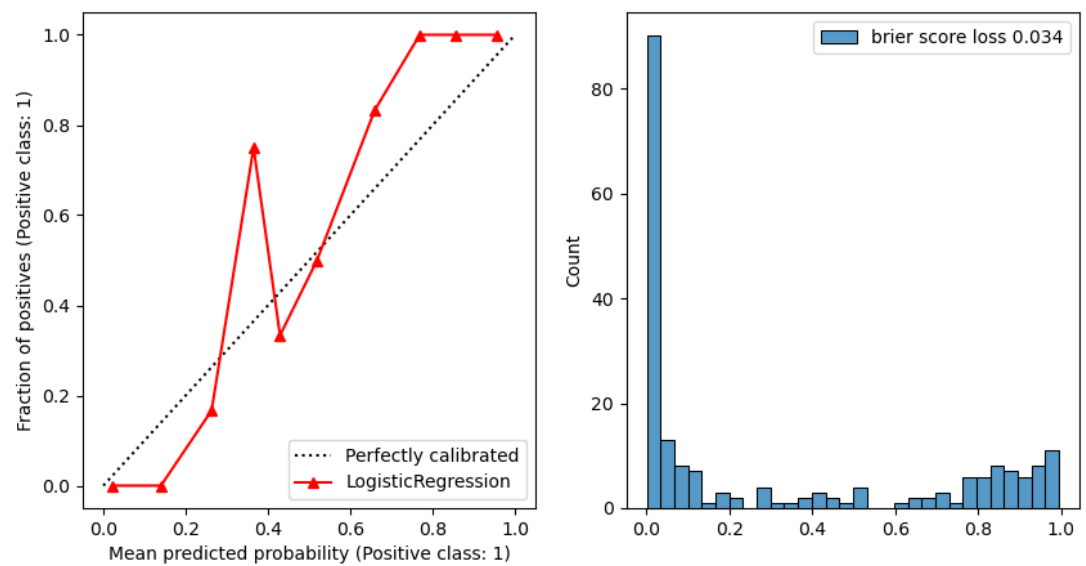 1.0
0.8
0.6
0.4
0.2
0.0
Fraction of positives (Positive class: 1)
Perfectly calibrated
LogisticRegression
0.0 0.2 0.4 0.6 0.8 1.0
Mean predicted probability (Positive class: 1)
brier score loss 0.034
80
60
40
20
0
Count
0.0 0.2 0.4 0.6 0.8 1.0